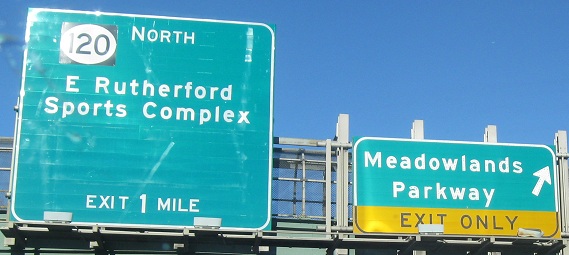 120 NORTH
E Rutherford
Sports Complex
EXIT 1 MILE
Meadowlands
Parkway
EXIT ONLY